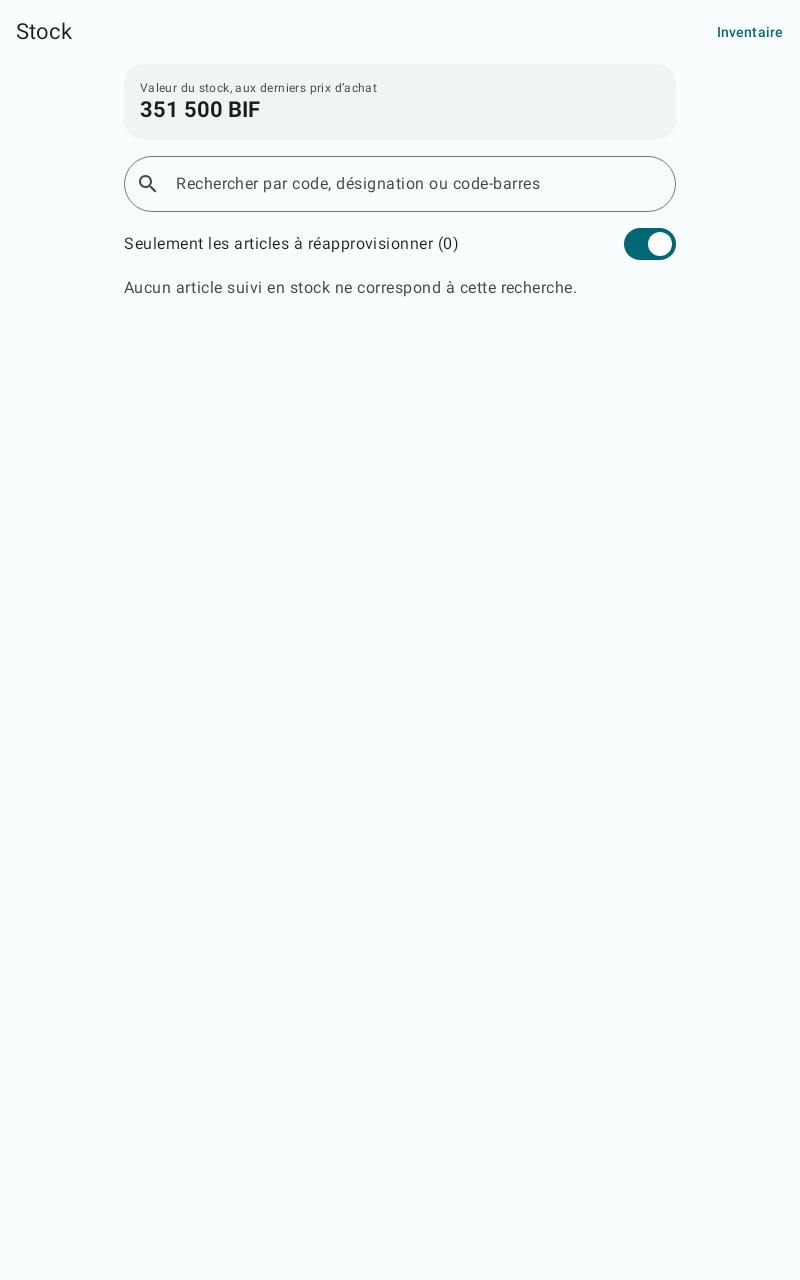 Stock
Inventaire
Valeur du stock, aux derniers prix d’achat
351 500 BIF
Rechercher par code, désignation ou code-barres
Seulement les articles à réapprovisionner (0)
Aucun article suivi en stock ne correspond à cette recherche.